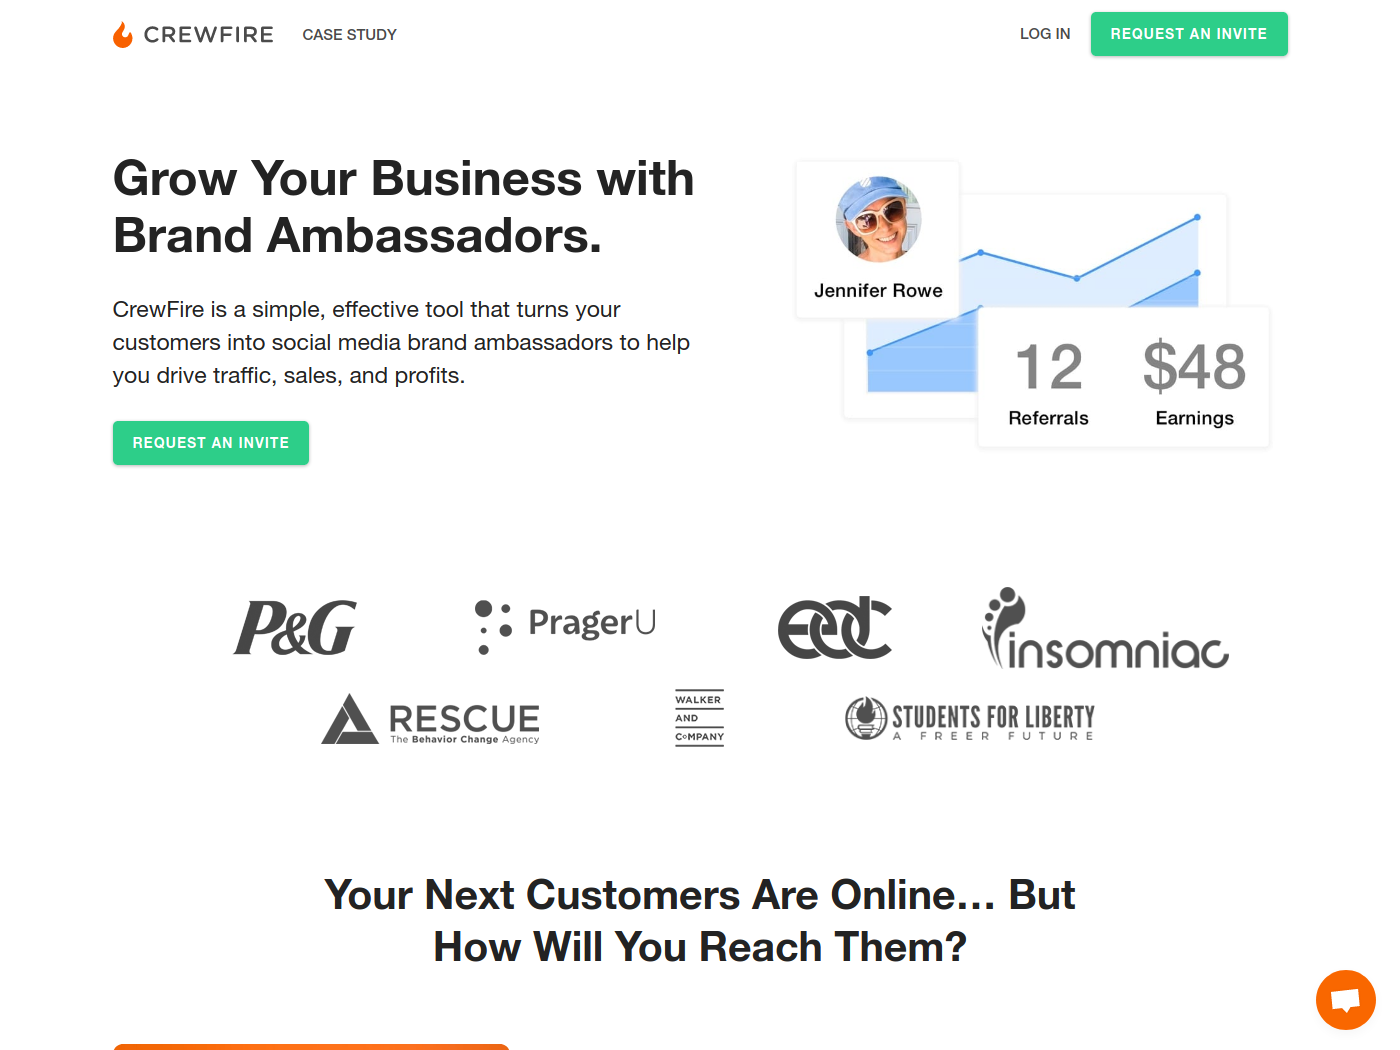 CREWFIRE
CASE STUDY
LOG IN
REQUEST AN INVITE
Grow Your Business with
Brand Ambassadors.
CrewFire is a simple, effective tool that turns your
customers into social media brand ambassadors to help
you drive traffic, sales, and profits.
REQUEST AN INVITE
Jennifer Rowe
12
Referrals
$48
Earnings
P&G
PragerU
edc
insomniac
RESCUE
The Behavior Change Agency
WALKER
AND
COMPANY
STUDENTS FOR LIBERTY
A FREER FUTURE
Your Next Customers Are Online... But
How Will You Reach Them?